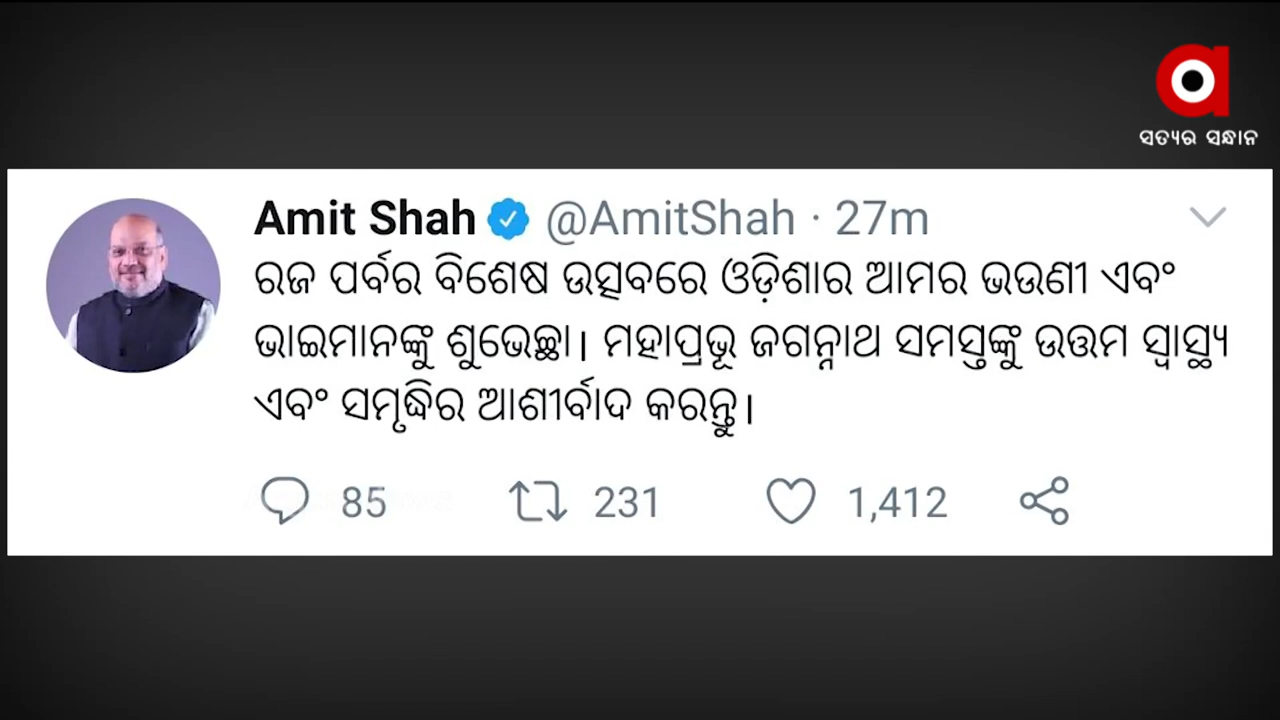 ସତ୍ୟର ସନ୍ଧାନ
Amit Shah @AmitShah · 27m
ରଜ ପର୍ବର ବିଶେଷ ଉତ୍ସବରେ ଓଡ଼ିଶାର ଆମର ଭଉଣୀ ଏବଂ
ଭାଇମାନଙ୍କୁ ଶୁଭେଚ୍ଛା। ମହାପ୍ରଭୂ ଜଗନ୍ନାଥ ସମସ୍ତଙ୍କୁ ଉତ୍ତମ ସ୍ୱାସ୍ଥ୍ୟ
ଏବଂ ସମୃଦ୍ଧିର ଆଶୀର୍ବାଦ କରନ୍ତୁ।
85 231 1,412